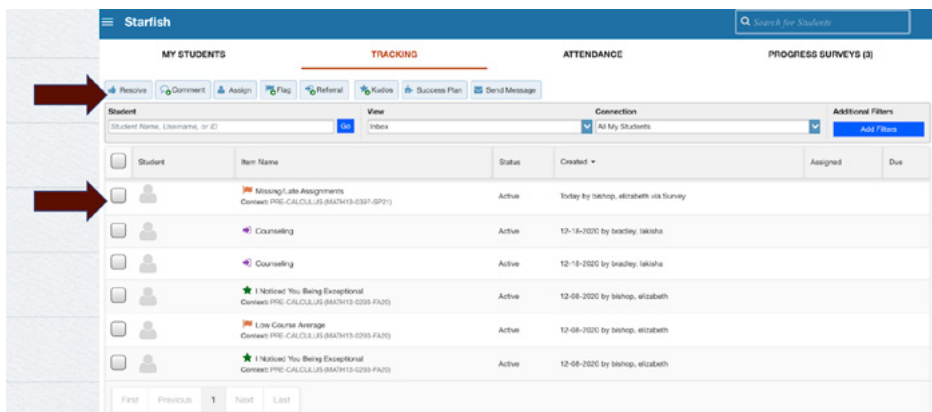 Starfish
Search for Students
MY STUDENTS TRACKING ATTENDANCE PROGRESS SURVEYS (3)
Resolve Comment Assign Flag Referral Kudos Success Plan Send Message
Student View Connection Additional Filters
Student Name, Username, or ID Go Inbox All My Students Add Filters
Student Item Name Status Created Assigned Due
Missing/Late Assignments Active Today by bishop, elizabeth via Survey
Context: PRE-CALCULUS (MATH13-0397-SP21)
Counseling Active 12-18-2020 by bradley, lakisha
Counseling Active 12-18-2020 by bradley, lakisha
I Noticed You Being Exceptional Active 12-08-2020 by bishop, elizabeth
Context: PRE-CALCULUS (MATH13-0293-FA20)
Low Course Average Active 12-08-2020 by bishop, elizabeth
Context: PRE-CALCULUS (MATH13-0293-FA20)
I Noticed You Being Exceptional Active 12-08-2020 by bishop, elizabeth
Context: PRE-CALCULUS (MATH13-0293-FA20)
First Previous 1 Next Last